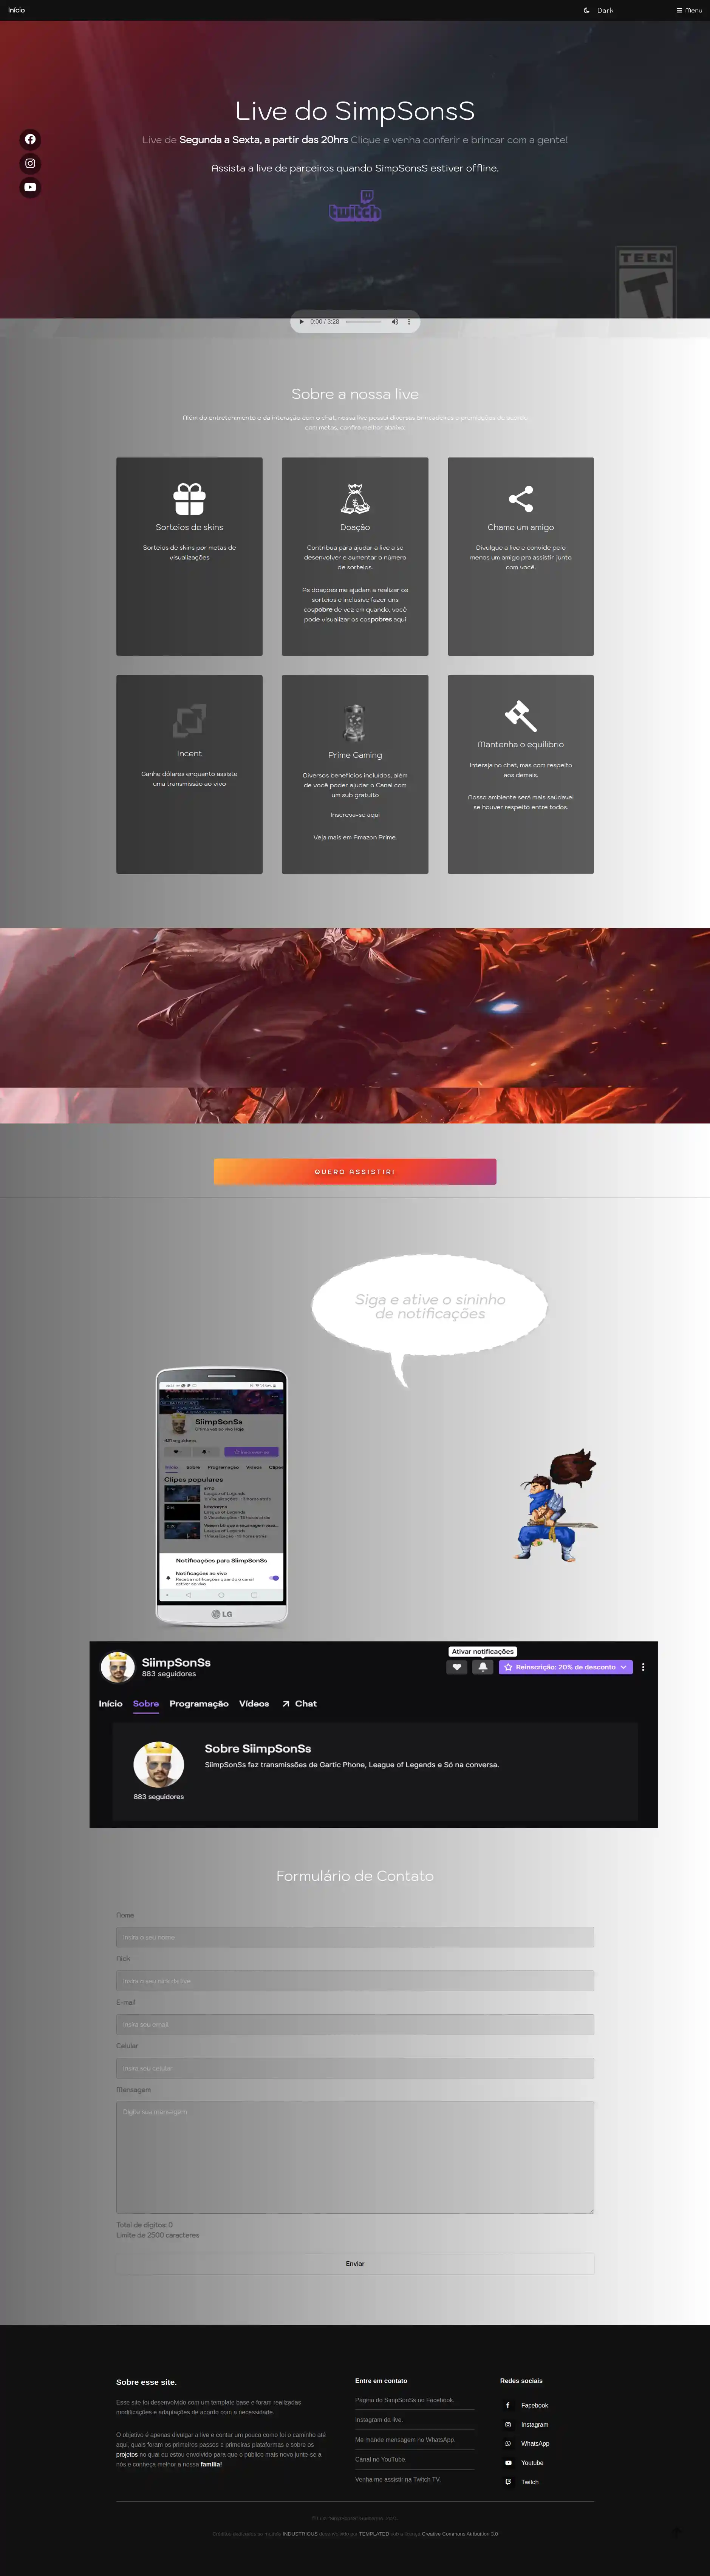 Início
Dark
Menu
Live do SimpSonsS
Live de Segunda a Sexta, a partir das 20hrs Clique e venha conferir e brincar com a gente!
Assista a live de parceiros quando SimpSonsS estiver offline.
twitch
TEEN
T
0:00 / 3:28
Sobre a nossa live
Além do entretenimento e da interação com o chat, nossa live possui diversas brincadeiras e premiações de acordo
com metas, confira melhor abaixo
Sorteios de skins
Sorteios de skins por metas de
visualizações
Doação
Contribua para ajudar a live a se
desenvolver e aumentar o número
de sorteios.
As doações me ajudam a realizar os
sorteios e inclusive fazer uns
cospobre de vez em quando, você
pode visualizar os cospobres aqui
Chame um amigo
Divulgue a live e convide pelo
menos um amigo pra assistir junto
com você.
Incent
Ganhe dólares enquanto assiste
uma transmissão ao vivo
Prime Gaming
Diversos benefícios incluidos, além
de você poder ajudar o Canal com
um sub gratuito
Inscreva-se aqui
Veja mais em Amazon Prime.
Mantenha o equilíbrio
Interaja no chat, mas com respeito
aos demais.
Nosso ambiente será mais saúdavel
se houver respeito entre todos.
QUERO ASSISTIR!
Siga e ative o sininho
de notificações
SiimpSonSs
Início Sobre Programação Vídeos Clipes
Clipes populares
League of Legends
League of Legends
League of Legends
Notificações para SiimpSonSs
Notificações ao vivo
Receba notificações quando o canal
estiver ao vivo
LG
SiimpSonSs
883 seguidores
Ativar notificações
Reinscrição: 20% de desconto
Início Sobre Programação Vídeos Chat
Sobre SiimpSonSs
SiimpSonSs faz transmissões de Gartic Phone, League of Legends e Só na conversa.
883 seguidores
Formulário de Contato
Nome
Insira o seu nome
Nick
Insira o seu nick da live
E-mail
Insira seu email
Celular
Insira seu celular
Mensagem
Digite sua mensagem
Total de digitos: 0
Limite de 2500 caracteres
Enviar
Sobre esse site.
Esse site foi desenvolvido com um template base e foram realizadas
modificações e adaptações de acordo com a necessidade.
O objetivo é apenas divulgar a live e contar um pouco como foi o caminho até
aqui, quais foram os primeiros passos e primeiras plataformas e sobre os
projetos no qual eu estou envolvido para que o público mais novo junte-se a
nós e conheça melhor a nossa família!
Entre em contato
Página do SimpSonSs no Facebook.
Instagram da live.
Me mande mensagem no WhatsApp.
Canal no YouTube.
Venha me assistir na Twitch TV.
Redes sociais
Facebook
Instagram
WhatsApp
Youtube
Twitch
INDUSTRIOUS
TEMPLATED
Creative Commons Attribution 3.0